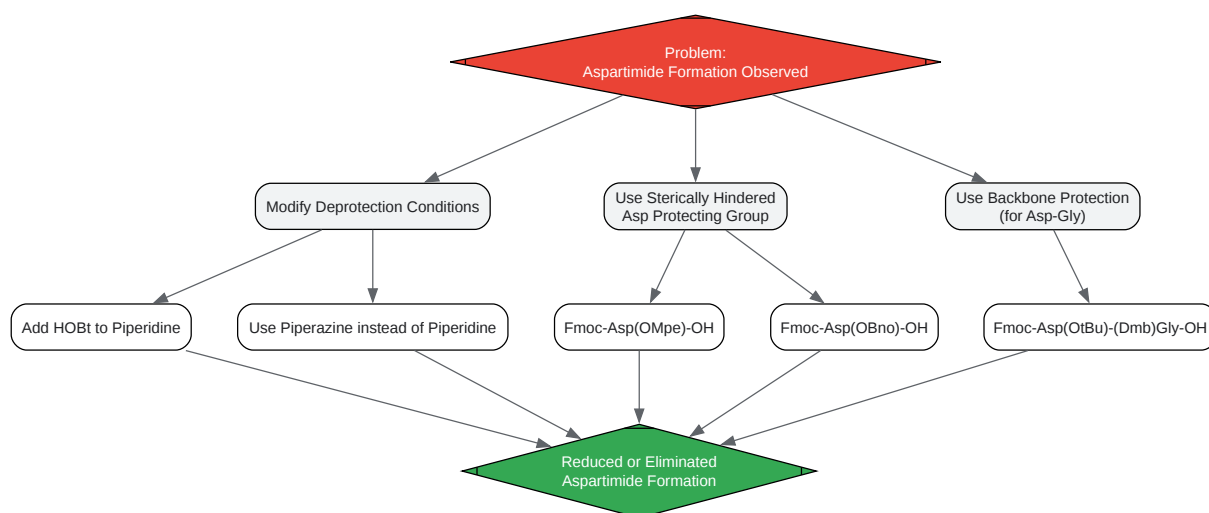 Problem:
Aspartimide Formation Observed
Modify Deprotection Conditions
Use Sterically Hindered
Asp Protecting Group
Use Backbone Protection
(for Asp-Gly)
Add HOBt to Piperidine
Use Piperazine instead of Piperidine
Fmoc-Asp(OMpe)-OH
Fmoc-Asp(OBno)-OH
Fmoc-Asp(OtBu)-(Dmb)Gly-OH
Reduced or Eliminated
Aspartimide Formation